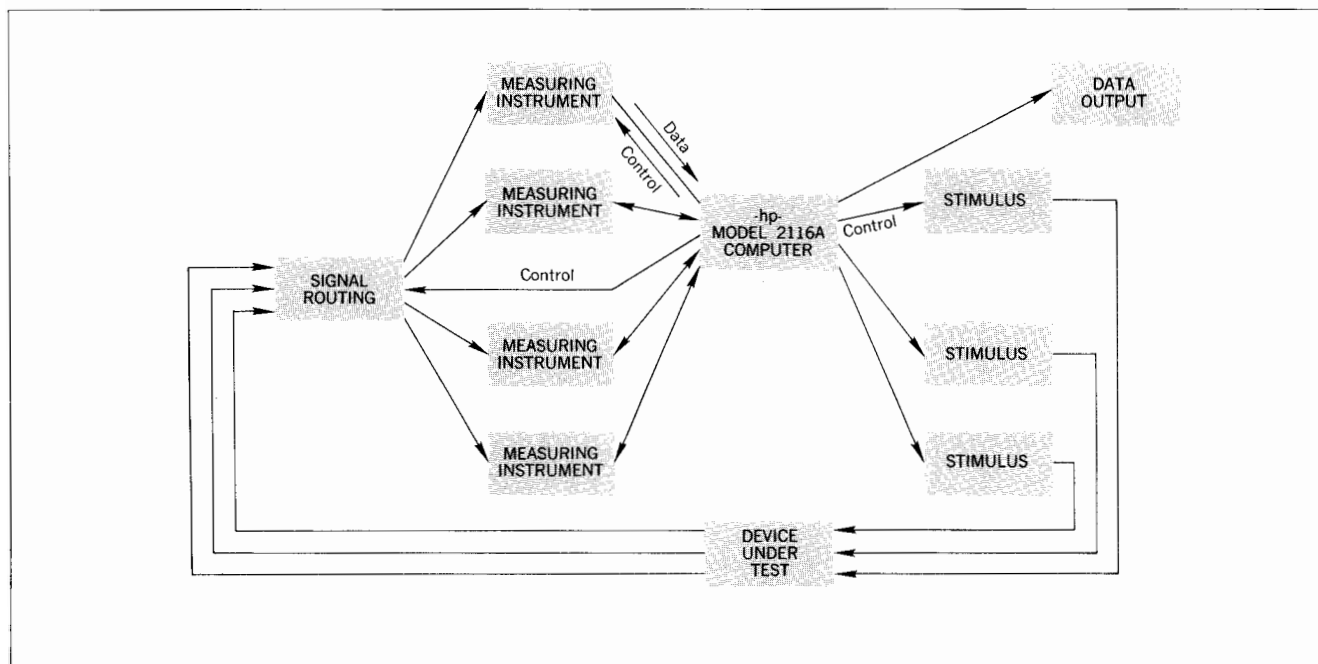 MEASURING
INSTRUMENT
DATA
OUTPUT
Data
Control
MEASURING
INSTRUMENT
-hp-
MODEL 2116A
COMPUTER
Control
STIMULUS
SIGNAL
ROUTING
Control
MEASURING
INSTRUMENT
STIMULUS
MEASURING
INSTRUMENT
STIMULUS
DEVICE
UNDER
TEST